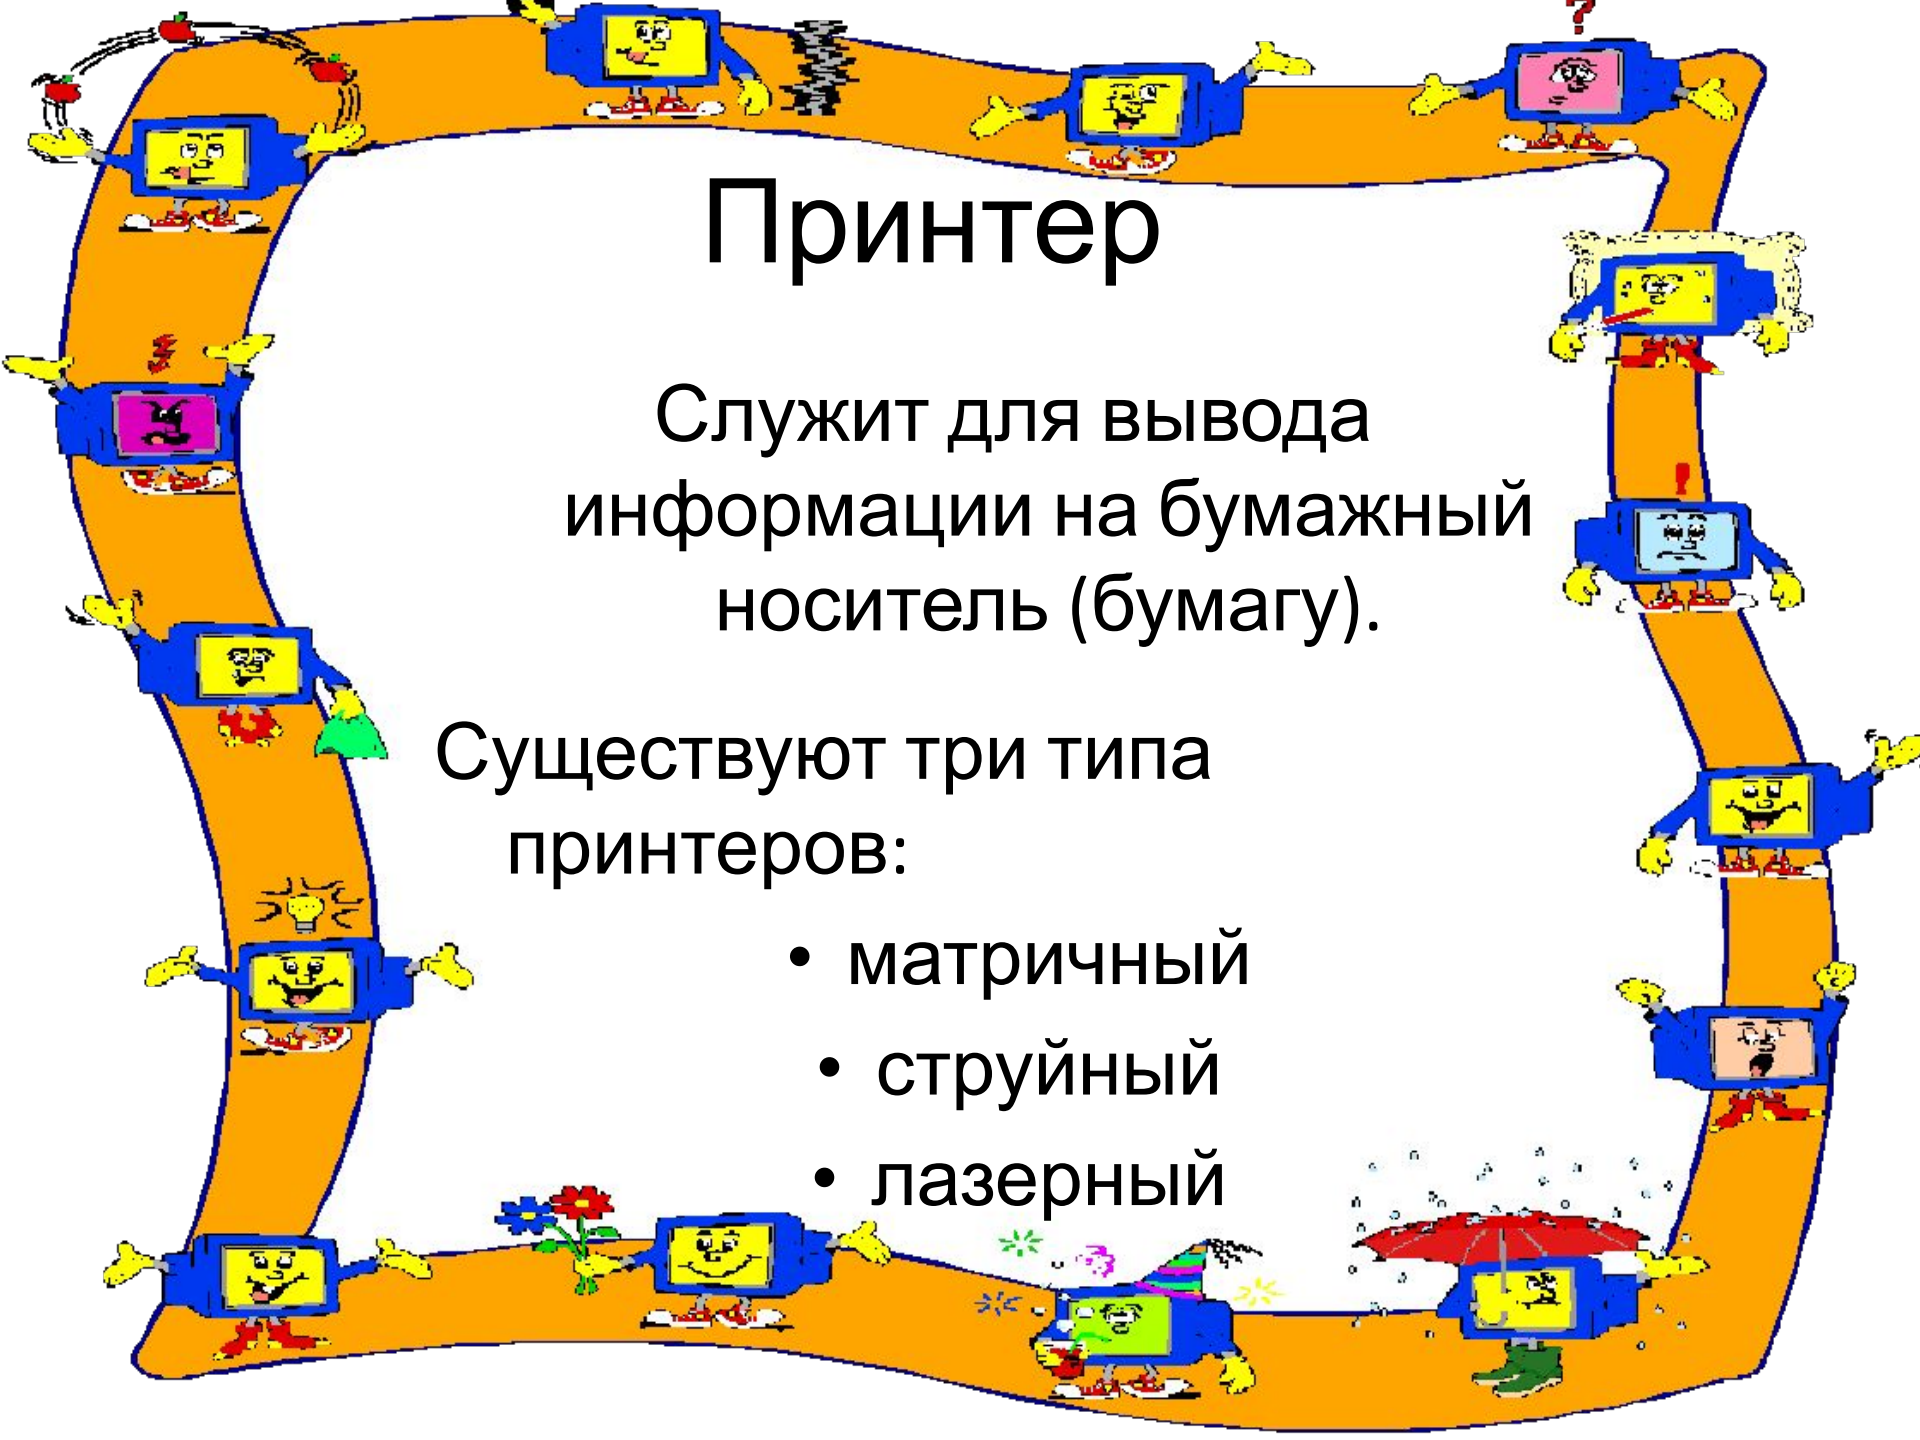 ?
Принтер
Служит для вывода
информации на бумажный
носитель (бумагу).
!
Существуют три типа
принтеров:
• матричный
• струйный
• лазерный